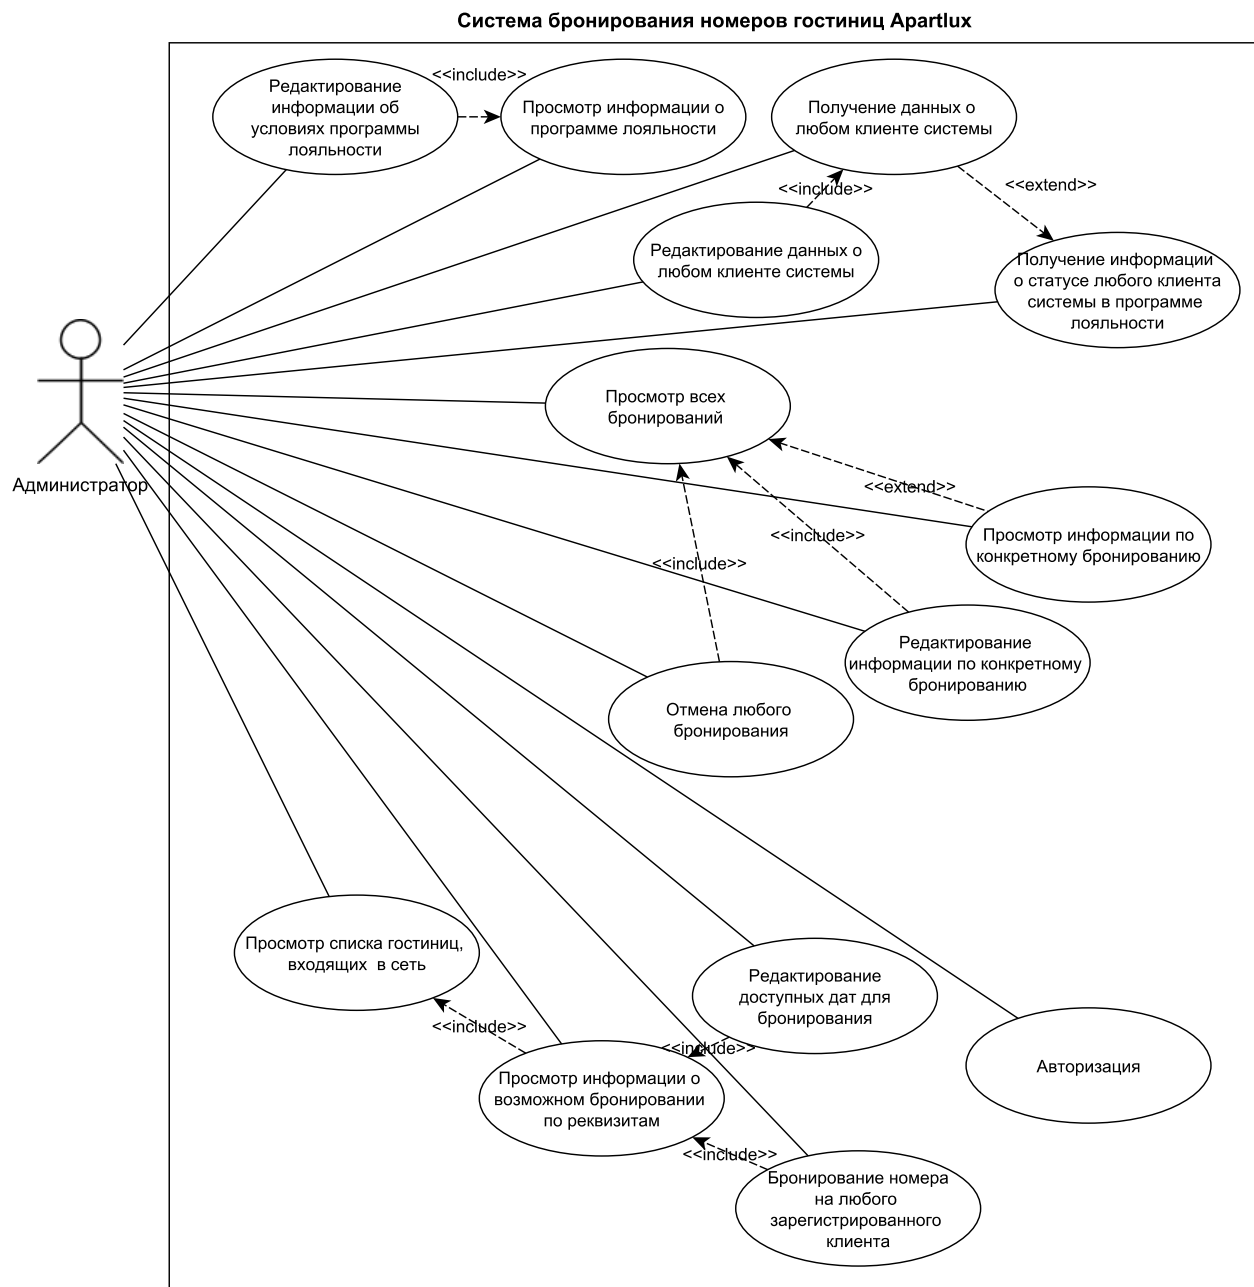 Система бронирования номеров гостиниц Apartlux
Редактирование
информации об
условиях программы
лояльности
<<include>>
Просмотр информации о
программе лояльности
Получение данных о
любом клиенте системы
<<include>>
<<extend>>
Редактирование данных о
любом клиенте системы
Получение информации
о статусе любого клиента
системы в программе
лояльности
Администратор
Просмотр всех
бронирований
<<extend>>
<<include>>
<<include>>
Просмотр информации по
конкретному бронированию
Редактирование
информации по конкретному
бронированию
Отмена любого
бронирования
Просмотр списка гостиниц,
входящих в сеть
<<include>>
Редактирование
доступных дат для
бронирования
<<include>>
Авторизация
Просмотр информации о
возможном бронировании
по реквизитам
<<include>>
Бронирование номера
на любого
зарегистрированного
клиента